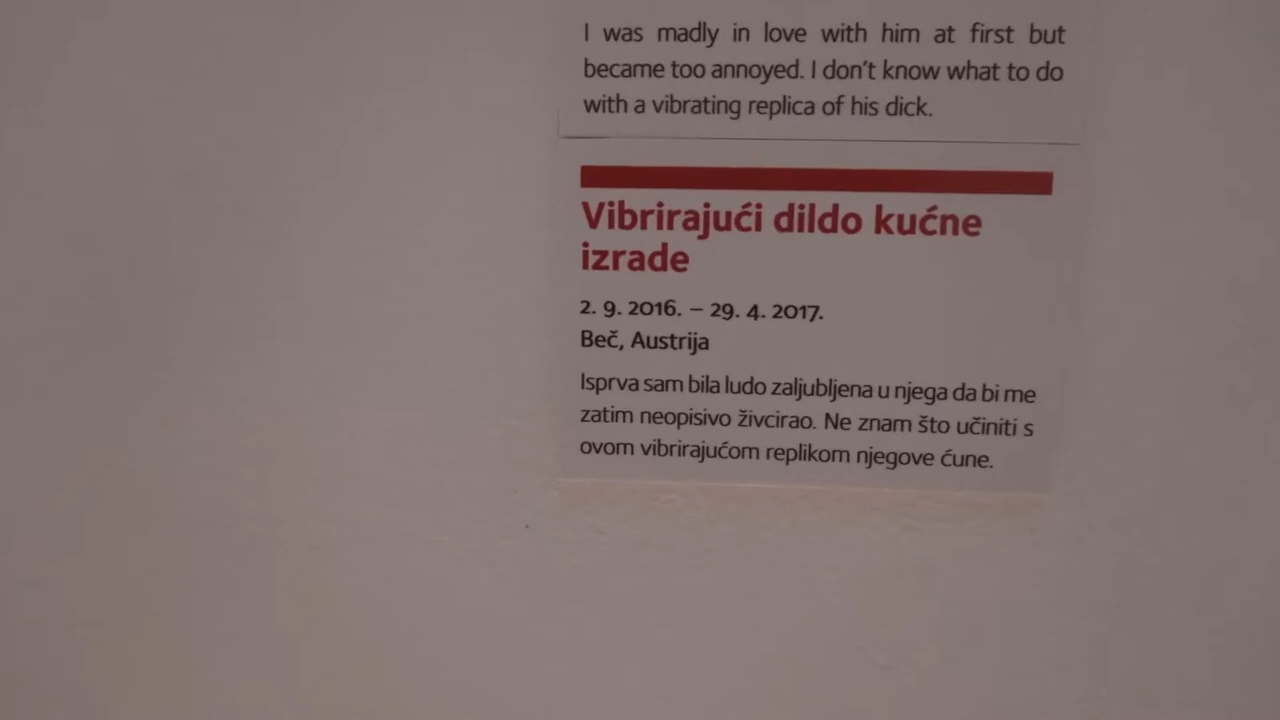 I was madly in love with him at first but
became too annoyed. I don't know what to do
with a vibrating replica of his dick.
Vibrirajući dildo kućne
izrade
2. 9. 2016. – 29. 4. 2017.
Beč, Austrija
Isprva sam bila ludo zaljubljena u njega da bi me
zatim neopisivo živcirao. Ne znam što učiniti s
ovom vibrirajućom replikom njegove ćune.